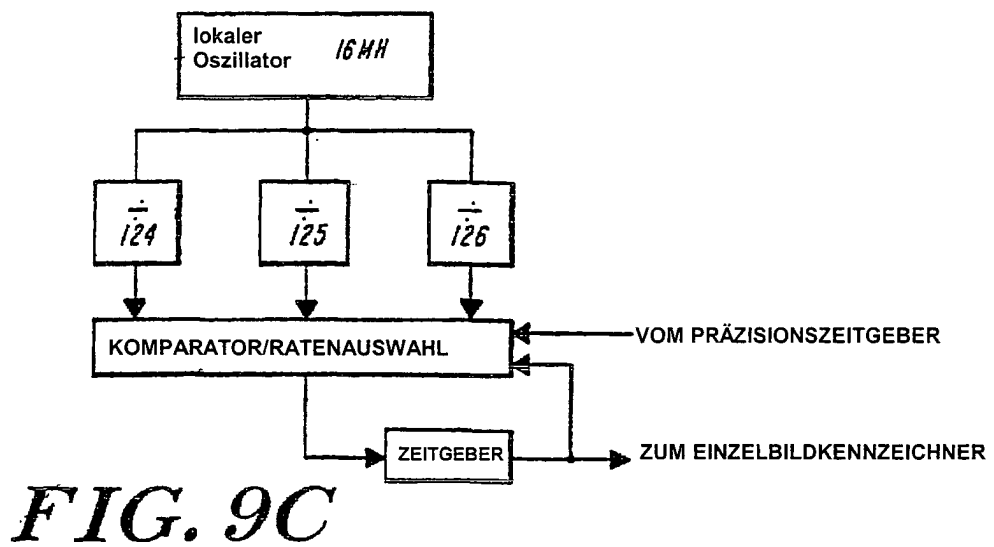 lokaler
Oszillator 16MH
÷
124
÷
125
÷
126
KOMPARATOR/RATENAUSWAHL
VOM PRÄZISIONSZEITGEBER
ZEITGEBER
ZUM EINZELBILDKENNZEICHNER
FIG. 9C